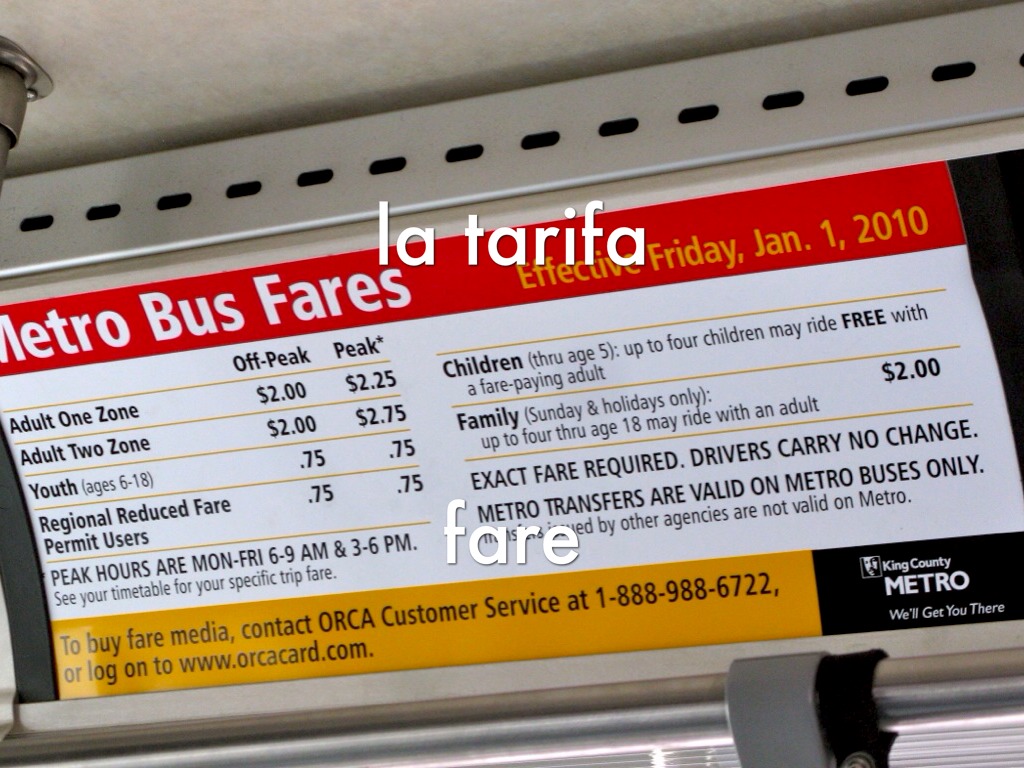 la tarifa
Metro Bus Fares
Effective Friday, Jan. 1, 2010
Off-Peak Peak*
Adult One Zone $2.00 $2.25
Adult Two Zone $2.00 $2.75
Youth (ages 6-18) .75 .75
Regional Reduced Fare .75 .75
Permit Users
PEAK HOURS ARE MON-FRI 6-9 AM & 3-6 PM.
See your timetable for your specific trip fare.
Children (thru age 5): up to four children may ride FREE with
a fare-paying adult
Family (Sunday & holidays only): $2.00
up to four thru age 18 may ride with an adult
EXACT FARE REQUIRED. DRIVERS CARRY NO CHANGE.
METRO TRANSFERS ARE VALID ON METRO BUSES ONLY.
by other agencies are not valid on Metro.
fare
To buy fare media, contact ORCA Customer Service at 1-888-988-6722,
or log on to www.orcacard.com.
King County
METRO
We'll Get You There